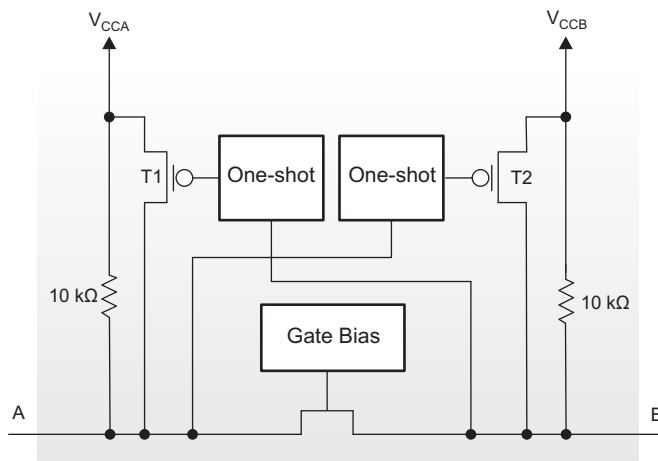 V_CCA
V_CCB
One-shot
One-shot
T1
T2
10 kΩ
10 kΩ
Gate Bias
A
B